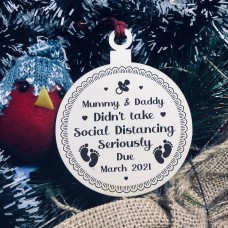 Mummy & Daddy
Didn't take
Social Distancing
Seriously
Due
March 2021